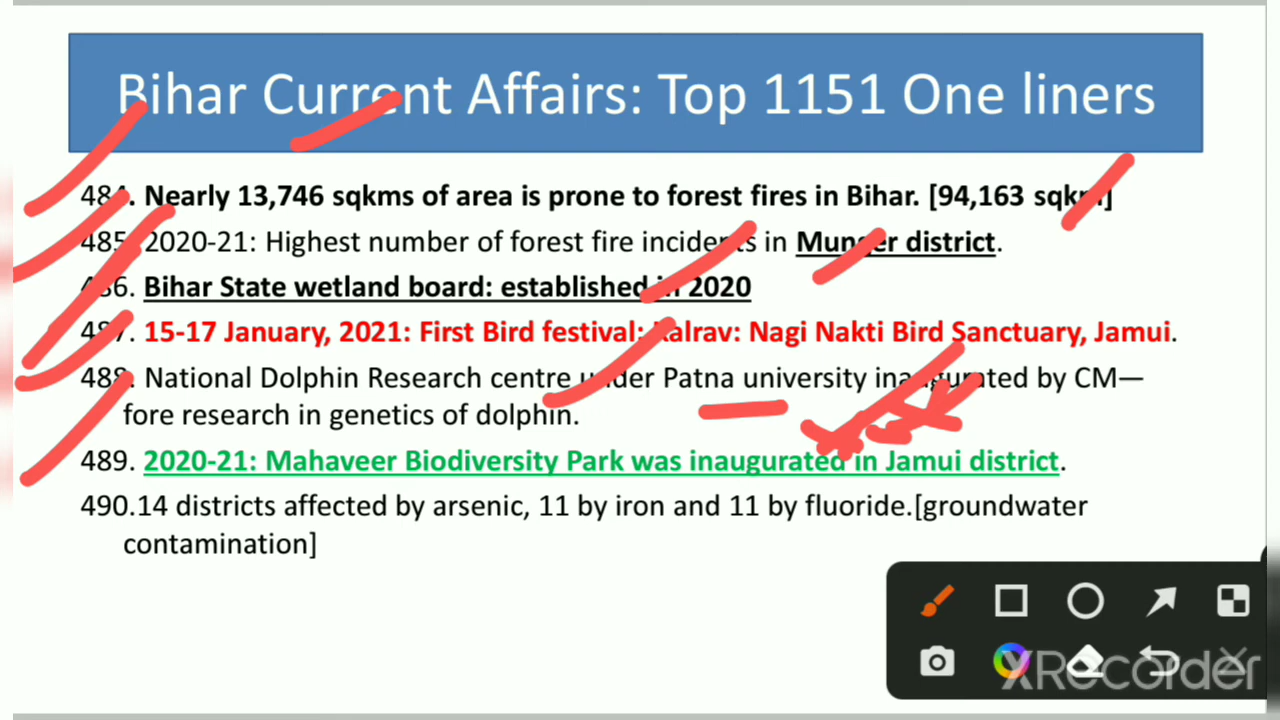 Bihar Current Affairs: Top 1151 One liners
484. Nearly 13,746 sqkms of area is prone to forest fires in Bihar. [94,163 sqkm]
485. 2020-21: Highest number of forest fire incidents in Munger district.
486. Bihar State wetland board: established in 2020
487. 15-17 January, 2021: First Bird festival: Kalrav: Nagi Nakti Bird Sanctuary, Jamui.
488. National Dolphin Research centre under Patna university inaugurated by CM—
fore research in genetics of dolphin.
489. 2020-21: Mahaveer Biodiversity Park was inaugurated in Jamui district.
490.14 districts affected by arsenic, 11 by iron and 11 by fluoride.[groundwater
contamination]
XRecorder